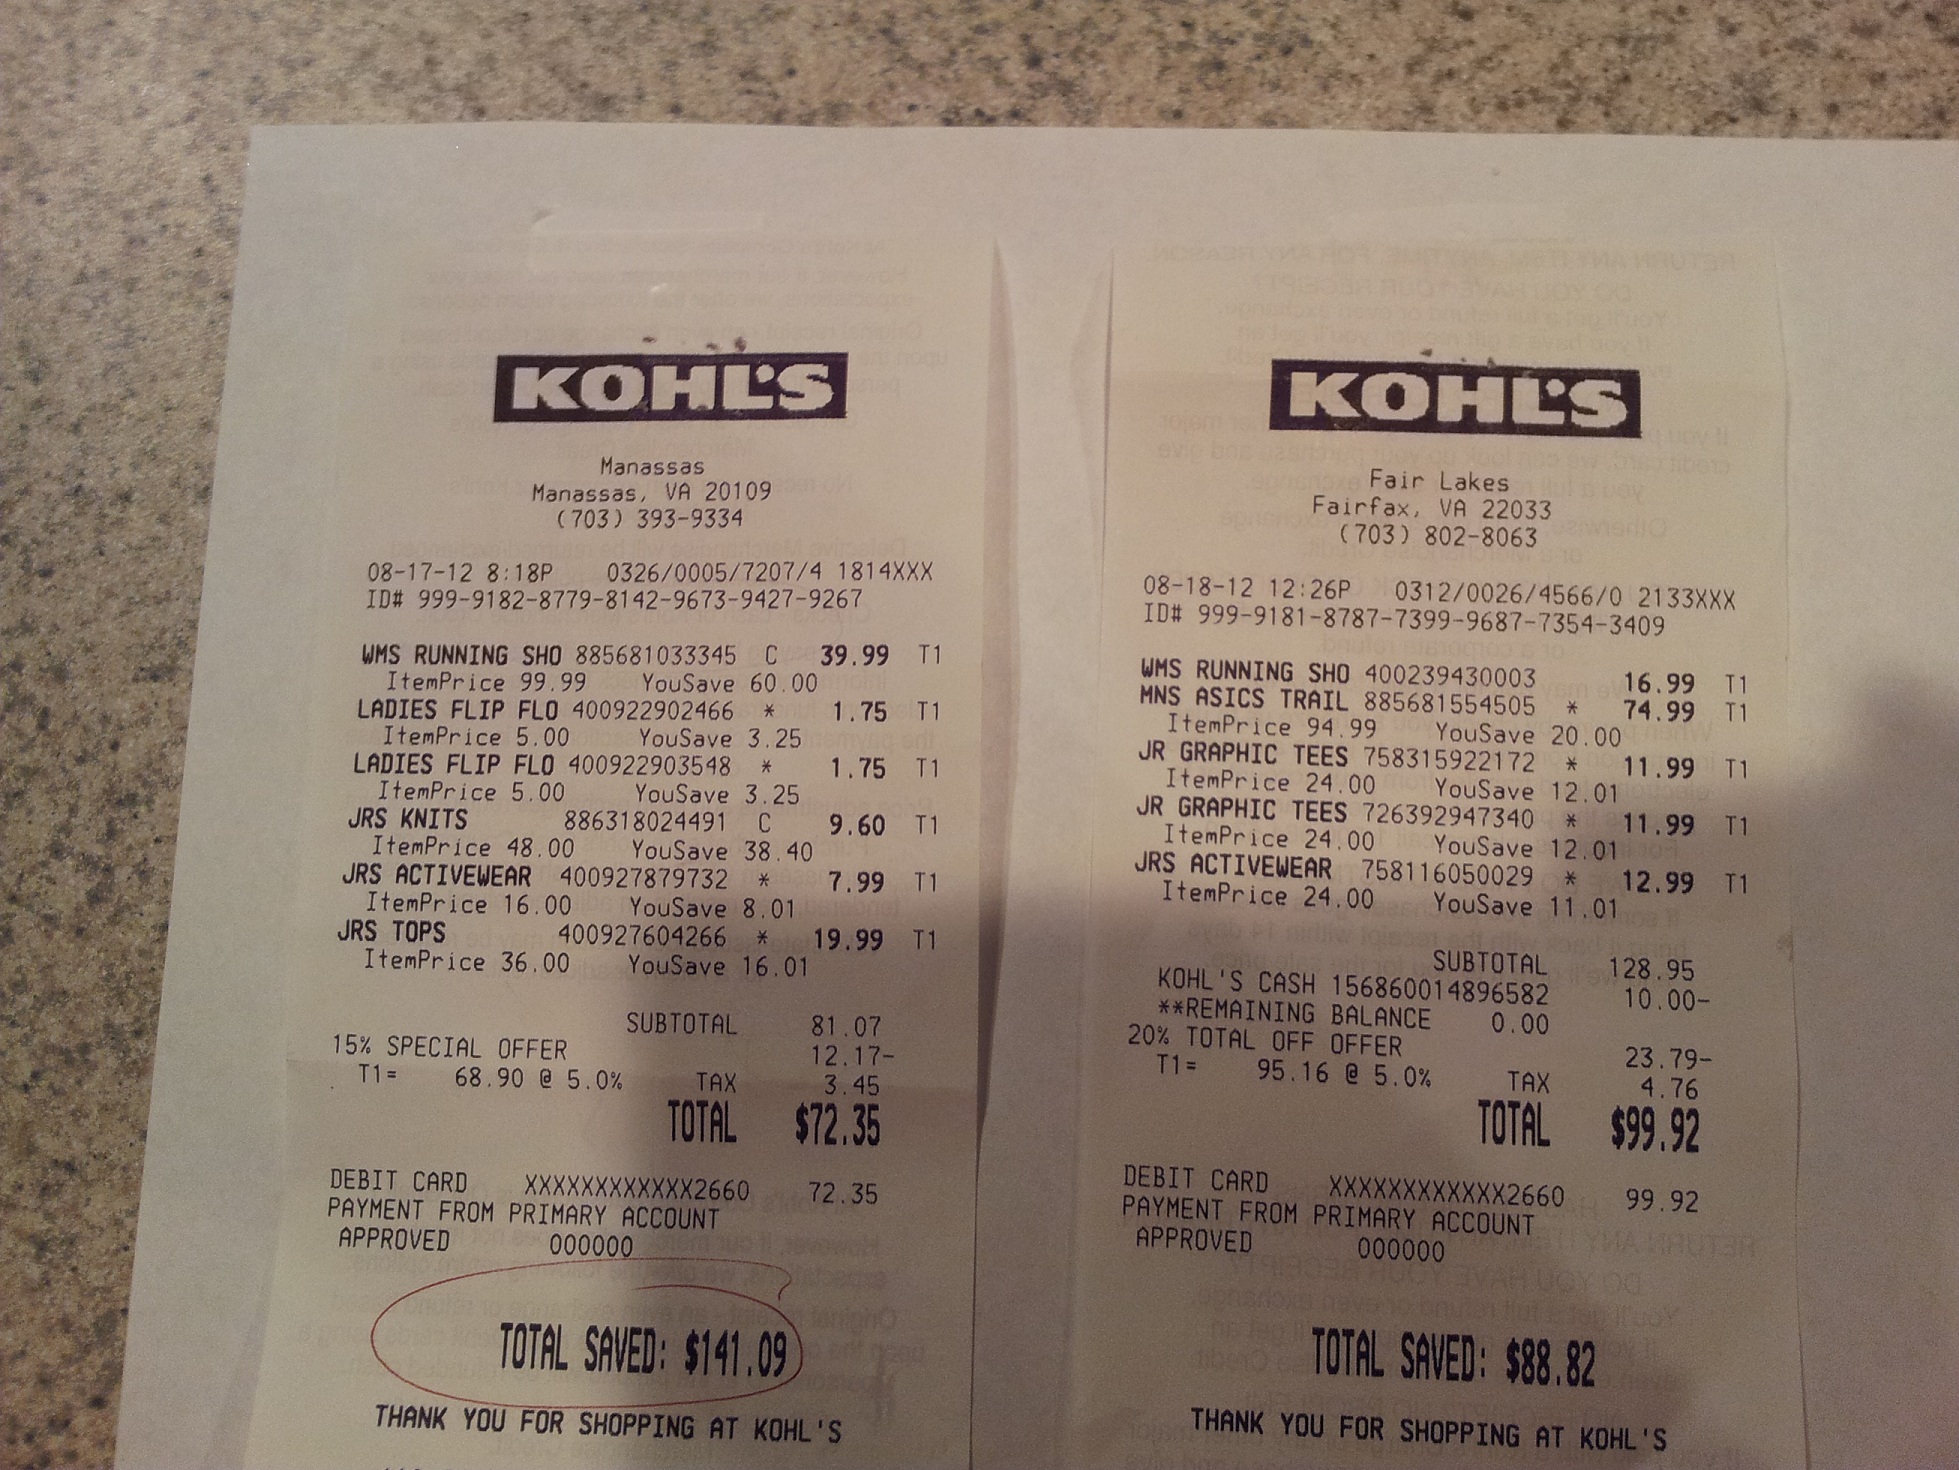 KOHL'S
Manassas
Manassas, VA 20109
(703) 393-9334
08-17-12 8:18P 0326/0005/7207/4 1814XXX
ID# 999-9182-8779-8142-9673-9427-9267
WMS RUNNING SHO 885681033345 C 39.99 T1
ItemPrice 99.99 YouSave 60.00
LADIES FLIP FLO 400922902466 * 1.75 T1
ItemPrice 5.00 YouSave 3.25
LADIES FLIP FLO 400922903548 * 1.75 T1
ItemPrice 5.00 YouSave 3.25
JRS KNITS 886318024491 C 9.60 T1
ItemPrice 48.00 YouSave 38.40
JRS ACTIVEWEAR 400927879732 * 7.99 T1
ItemPrice 16.00 YouSave 8.01
JRS TOPS 400927604266 * 19.99 T1
ItemPrice 36.00 YouSave 16.01
SUBTOTAL 81.07
15% SPECIAL OFFER 12.17-
T1= 68.90 @ 5.0% TAX 3.45
TOTAL $72.35
DEBIT CARD XXXXXXXXXXXX2660 72.35
PAYMENT FROM PRIMARY ACCOUNT
APPROVED 000000
TOTAL SAVED: $141.09
THANK YOU FOR SHOPPING AT KOHL'S
KOHL'S
Fair Lakes
Fairfax, VA 22033
(703) 802-8063
08-18-12 12:26P 0312/0026/4566/0 2133XXX
ID# 999-9181-8787-7399-9687-7354-3409
WMS RUNNING SHO 400239430003 16.99 T1
MNS ASICS TRAIL 885681554505 * 74.99 T1
ItemPrice 94.99 YouSave 20.00
JR GRAPHIC TEES 758315922172 * 11.99 T1
ItemPrice 24.00 YouSave 12.01
JR GRAPHIC TEES 726392947340 * 11.99 T1
ItemPrice 24.00 YouSave 12.01
JRS ACTIVEWEAR 758116050029 * 12.99 T1
ItemPrice 24.00 YouSave 11.01
SUBTOTAL 128.95
KOHL'S CASH 156860014896582 10.00-
**REMAINING BALANCE 0.00
20% TOTAL OFF OFFER 23.79-
T1= 95.16 @ 5.0% TAX 4.76
TOTAL $99.92
DEBIT CARD XXXXXXXXXXXX2660 99.92
PAYMENT FROM PRIMARY ACCOUNT
APPROVED 000000
TOTAL SAVED: $88.82
THANK YOU FOR SHOPPING AT KOHL'S